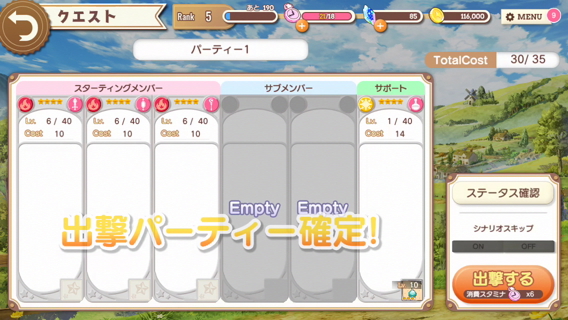 クエスト
Rank 5
あと 190
21/18
85
116,000
MENU 9
パーティー1
TotalCost 30/ 35
スターティングメンバー
サブメンバー
サポート
Lv. 6 / 40
Cost 10
Lv. 6 / 40
Cost 10
Lv. 6 / 40
Cost 10
Empty
Empty
Lv. 1 / 40
Cost 14
Lv. 10
出撃パーティー確定!
ステータス確認
シナリオスキップ
ON OFF
出撃する
消費スタミナ x6